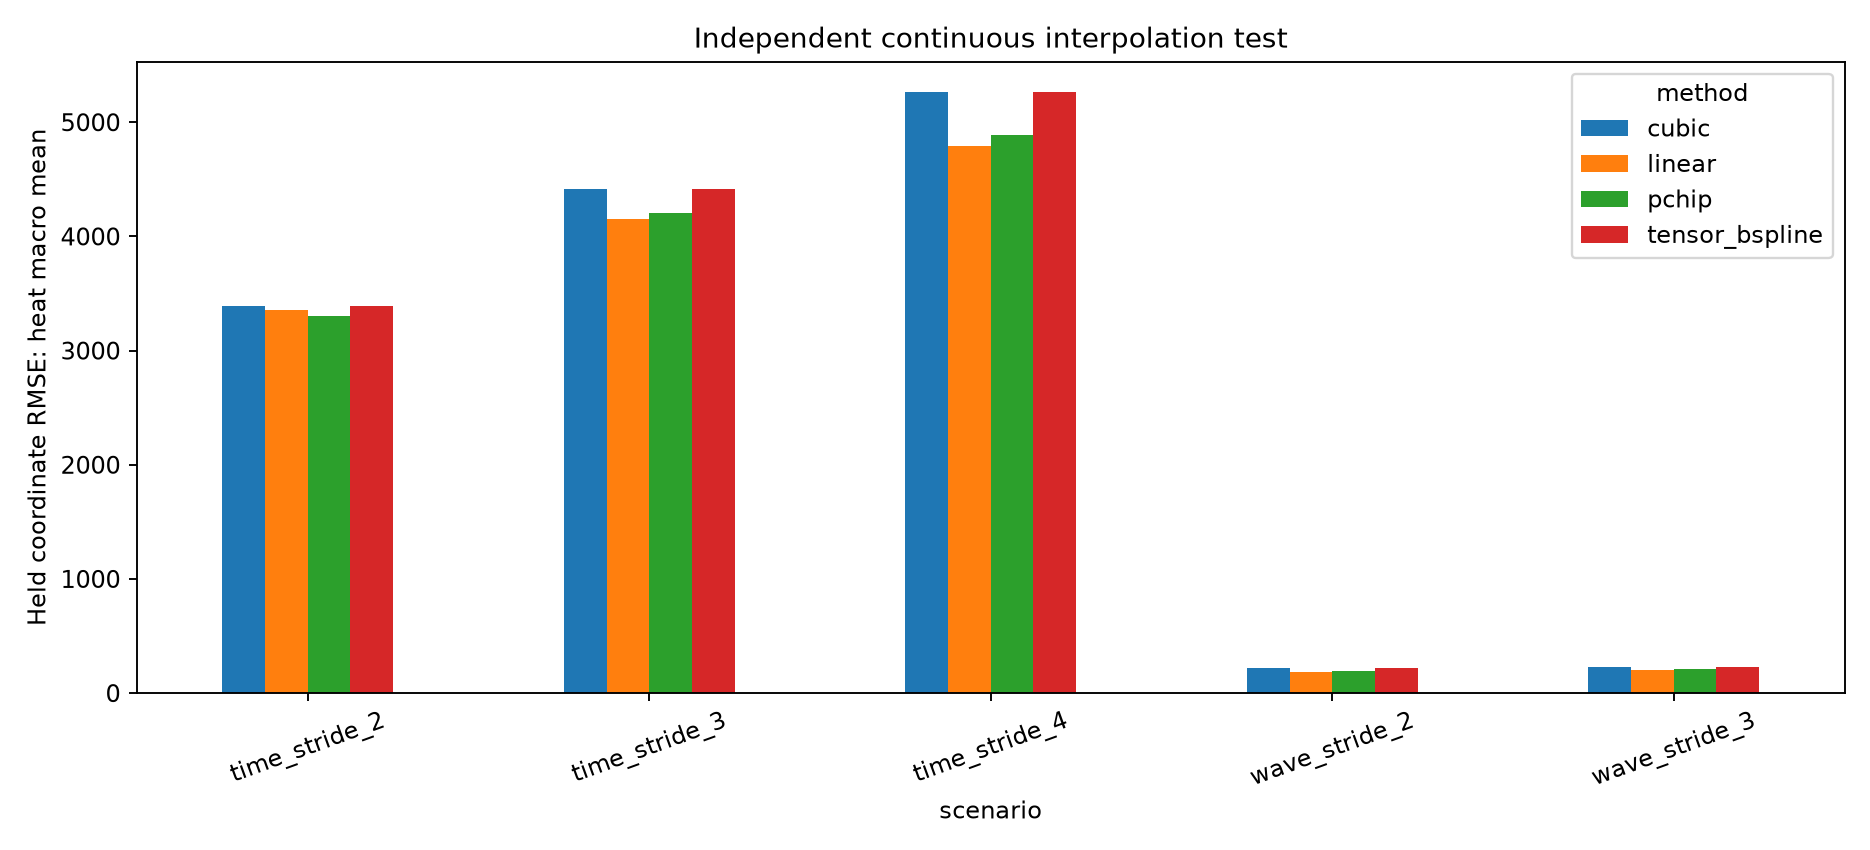 Independent continuous interpolation test
Held coordinate RMSE: heat macro mean
5000
4000
3000
2000
1000
0
method
cubic
linear
pchip
tensor_bspline
time_stride_2
time_stride_3
time_stride_4
wave_stride_2
wave_stride_3
scenario